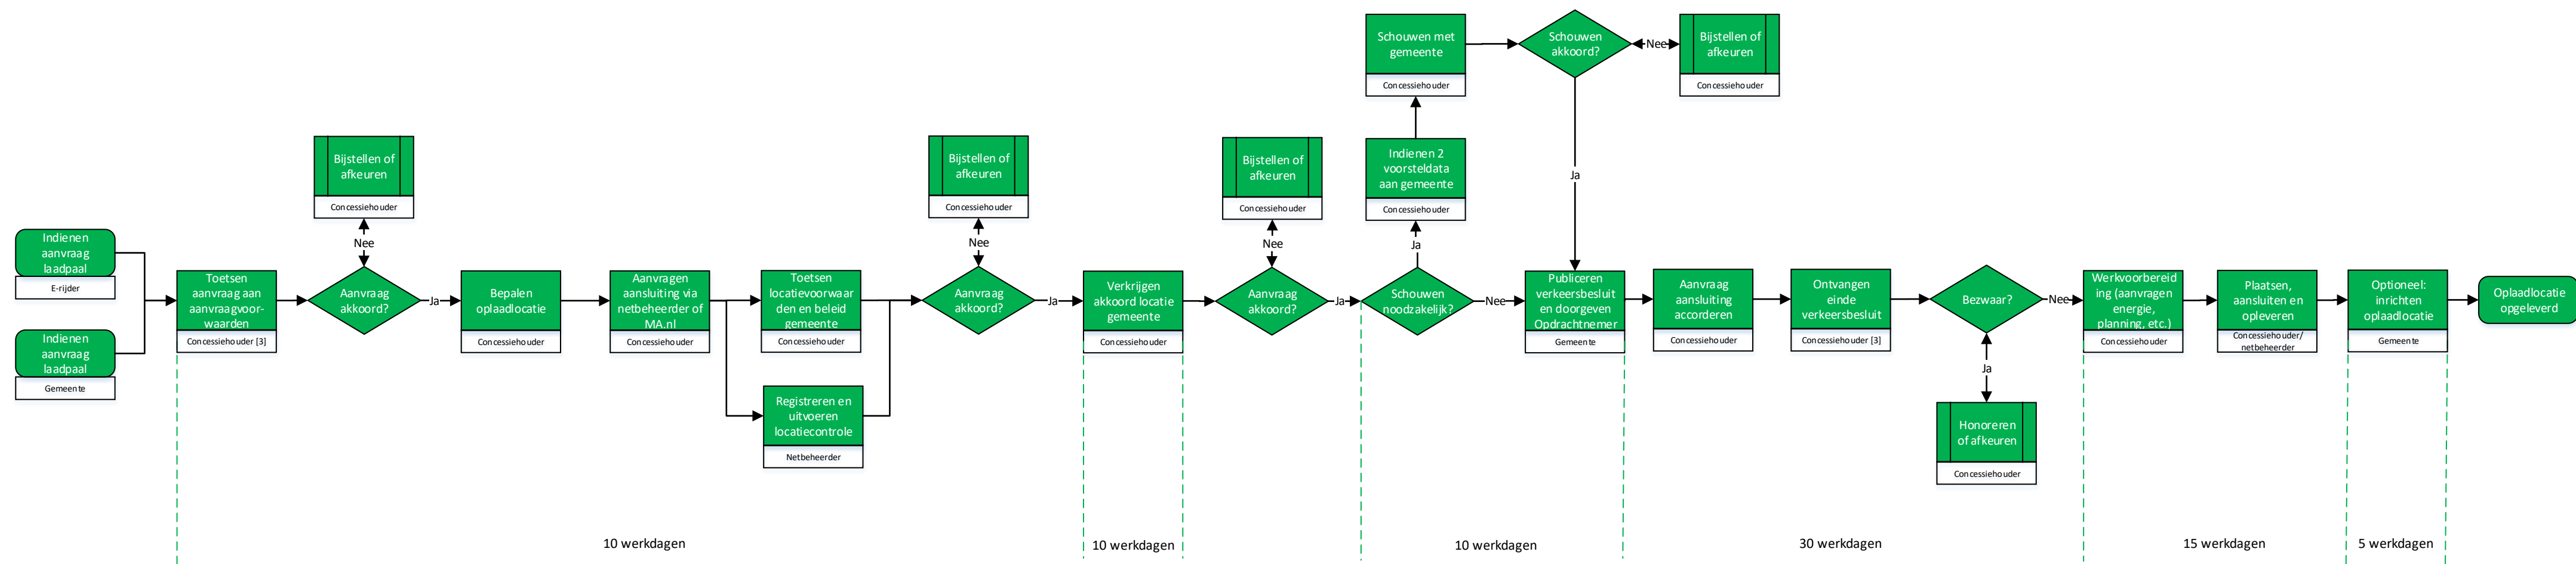 Indienen
aanvraag
laadpaal
E-rijder
Indienen
aanvraag
laadpaal
Gemeente
Toetsen
aanvraag aan
aanvraagvoor-
waarden
Concessiehouder [3]
Bijstellen of
afkeuren
Concessiehouder
Nee
Aanvraag
akkoord?
Ja
Bepalen
oplaadlocatie
Concessiehouder
Aanvragen
aansluiting via
netbeheerder of
MA.nl
Concessiehouder
Toetsen
locatievoorwaar
den en beleid
gemeente
Concessiehouder
Registreren en
uitvoeren
locatiecontrole
Netbeheerder
Bijstellen of
afkeuren
Concessiehouder
Nee
Aanvraag
akkoord?
Ja
Verkrijgen
akkoord locatie
gemeente
Concessiehouder
Bijstellen of
afkeuren
Concessiehouder
Nee
Aanvraag
akkoord?
Ja
Schouwen
noodzakelijk?
Ja
Indienen 2
voorsteldata
aan gemeente
Concessiehouder
Schouwen met
gemeente
Concessiehouder
Schouwen
akkoord?
Nee
Bijstellen of
afkeuren
Concessiehouder
Ja
Nee
Publiceren
verkeersbesluit
en doorgeven
Opdrachtnemer
Gemeente
Aanvraag
aansluiting
accorderen
Concessiehouder
Ontvangen
einde
verkeersbesluit
Concessiehouder [3]
Bezwaar?
Ja
Honoreren
of afkeuren
Concessiehouder
Nee
Werkvoorbereid
ing (aanvragen
energie,
planning, etc.)
Concessiehouder
Plaatsen,
aansluiten en
opleveren
Concessiehouder/
netbeheerder
Optioneel:
inrichten
oplaadlocatie
Gemeente
Oplaadlocatie
opgeleverd
10 werkdagen
10 werkdagen
10 werkdagen
30 werkdagen
15 werkdagen
5 werkdagen